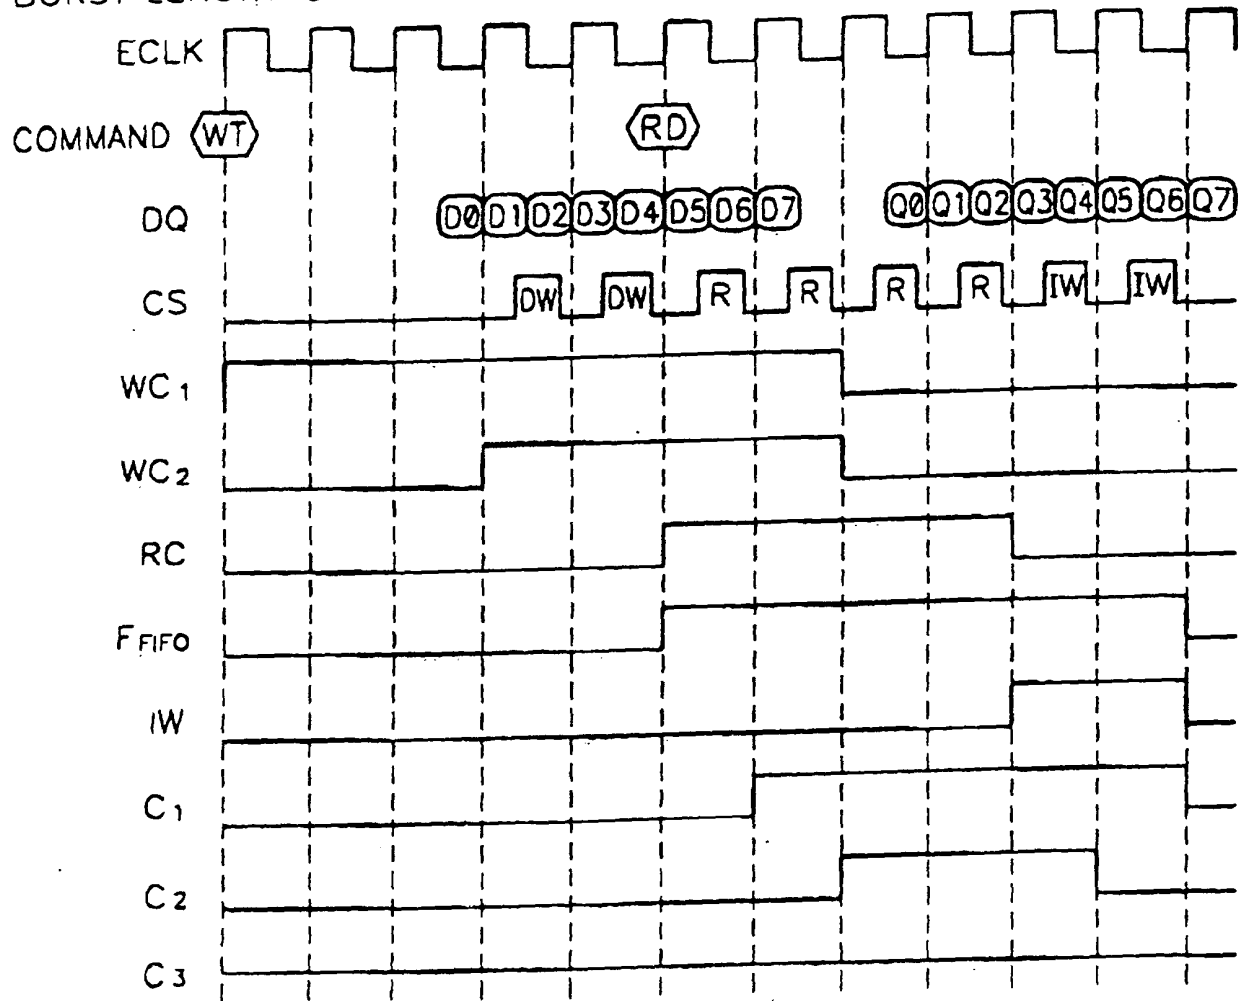 ECLK
COMMAND WT RD
DQ D0 D1 D2 D3 D4 D5 D6 D7 Q0 Q1 Q2 Q3 Q4 Q5 Q6 Q7
CS DW DW R R R R IW IW
WC1
WC2
RC
FFIFO
IW
C1
C2
C3